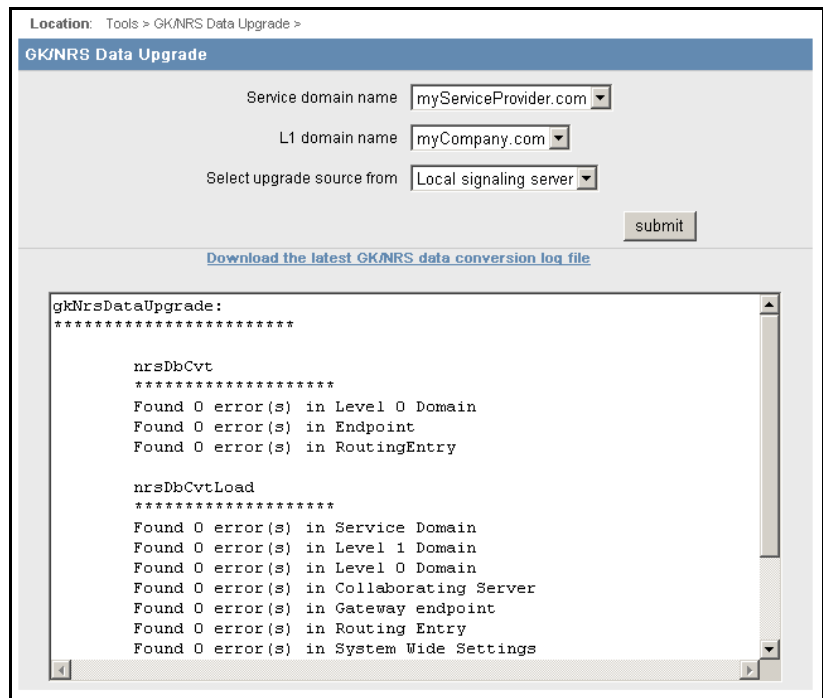 Location: Tools > GK/NRS Data Upgrade >
GK/NRS Data Upgrade
Service domain name myServiceProvider.com
L1 domain name myCompany.com
Select upgrade source from Local signaling server
submit
Download the latest GK/NRS data conversion log file
gkNrsDataUpgrade:
*************************
nrsDbCvt
********************
Found 0 error(s) in Level 0 Domain
Found 0 error(s) in Endpoint
Found 0 error(s) in RoutingEntry
nrsDbCvtLoad
********************
Found 0 error(s) in Service Domain
Found 0 error(s) in Level 1 Domain
Found 0 error(s) in Level 0 Domain
Found 0 error(s) in Collaborating Server
Found 0 error(s) in Gateway endpoint
Found 0 error(s) in Routing Entry
Found 0 error(s) in System Wide Settings